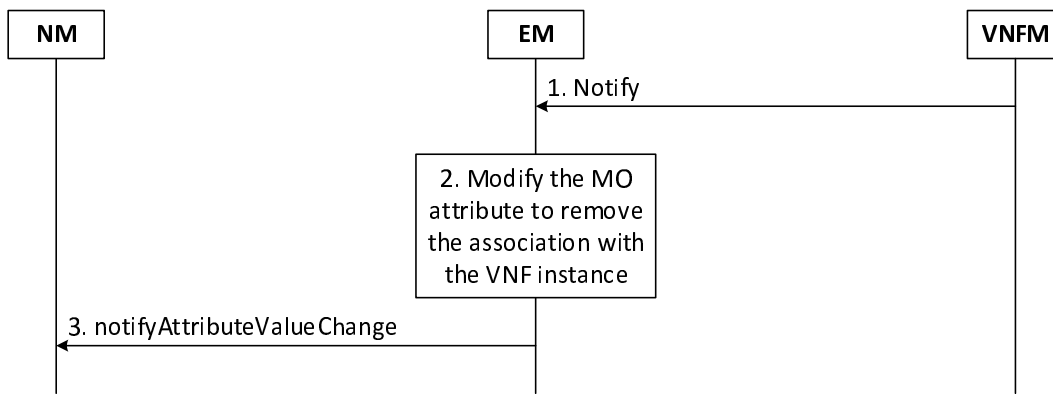 NM
EM
VNFM
1. Notify
2. Modify the MO
attribute to remove
the association with
the VNF instance
3. notifyAttributeValueChange